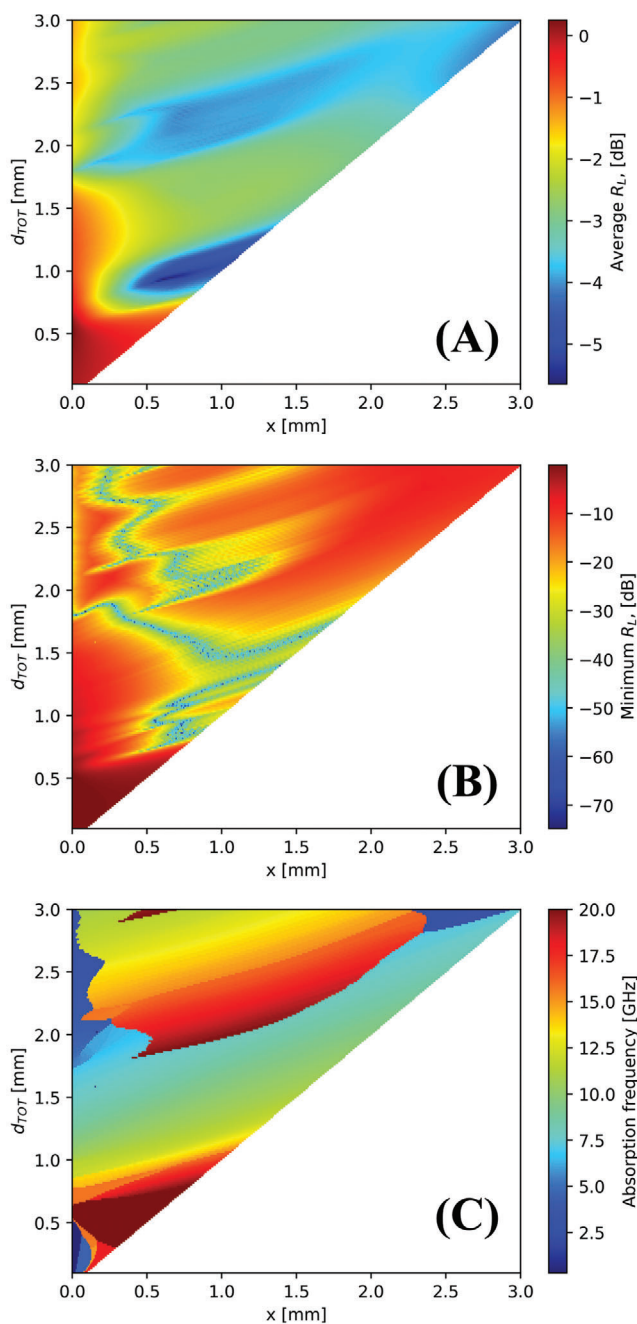 3.0
2.5
2.0
1.5
1.0
0.5
d_TOT [mm]
0.0 0.5 1.0 1.5 2.0 2.5 3.0
x [mm]
(A)
0
−1
−2
−3
−4
−5
Average R_L, [dB]
3.0
2.5
2.0
1.5
1.0
0.5
d_TOT [mm]
0.0 0.5 1.0 1.5 2.0 2.5 3.0
x [mm]
(B)
−10
−20
−30
−40
−50
−60
−70
Minimum R_L, [dB]
3.0
2.5
2.0
1.5
1.0
0.5
d_TOT [mm]
0.0 0.5 1.0 1.5 2.0 2.5 3.0
x [mm]
(C)
20.0
17.5
15.0
12.5
10.0
7.5
5.0
2.5
Absorption frequency [GHz]